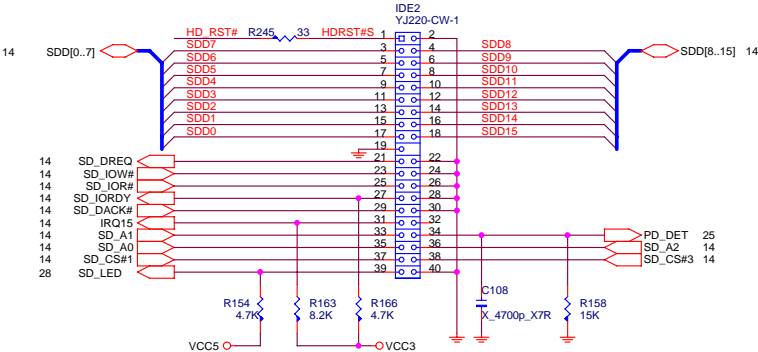 IDE2
YJ220-CW-1
HD_RST# R245 33 HDRST#S 1 2
14 SDD[0..7] SDD7 3 4 SDD8 SDD[8..15] 14
SDD6 5 6 SDD9
SDD5 7 8 SDD10
SDD4 9 10 SDD11
SDD3 11 12 SDD12
SDD2 13 14 SDD13
SDD1 15 16 SDD14
SDD0 17 18 SDD15
19
14 SD_DREQ 21 22
14 SD_IOW# 23 24
14 SD_IOR# 25 26
14 SD_IORDY 27 28
14 SD_DACK# 29 30
14 IRQ15 31 32
14 SD_A1 33 34 PD_DET 25
14 SD_A0 35 36 SD_A2 14
14 SD_CS#1 37 38 SD_CS#3 14
28 SD_LED 39 40
R154
4.7K
R163
8.2K
R166
4.7K
C108
X_4700p_X7R
R158
15K
VCC5 VCC3